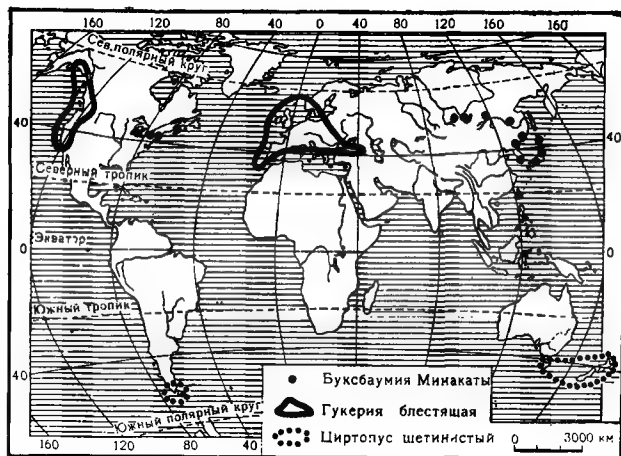 160 120 80 40 0 40 80 120 160
Сев.полярный круг
40 40
Северный тропик
Экватор
0 0
Южный тропик
40
Южный полярный круг
160 120 80 40
• Буксбаумия Минакаты
Гукерия блестящая
Циртопус щетинистый
0 3000 км